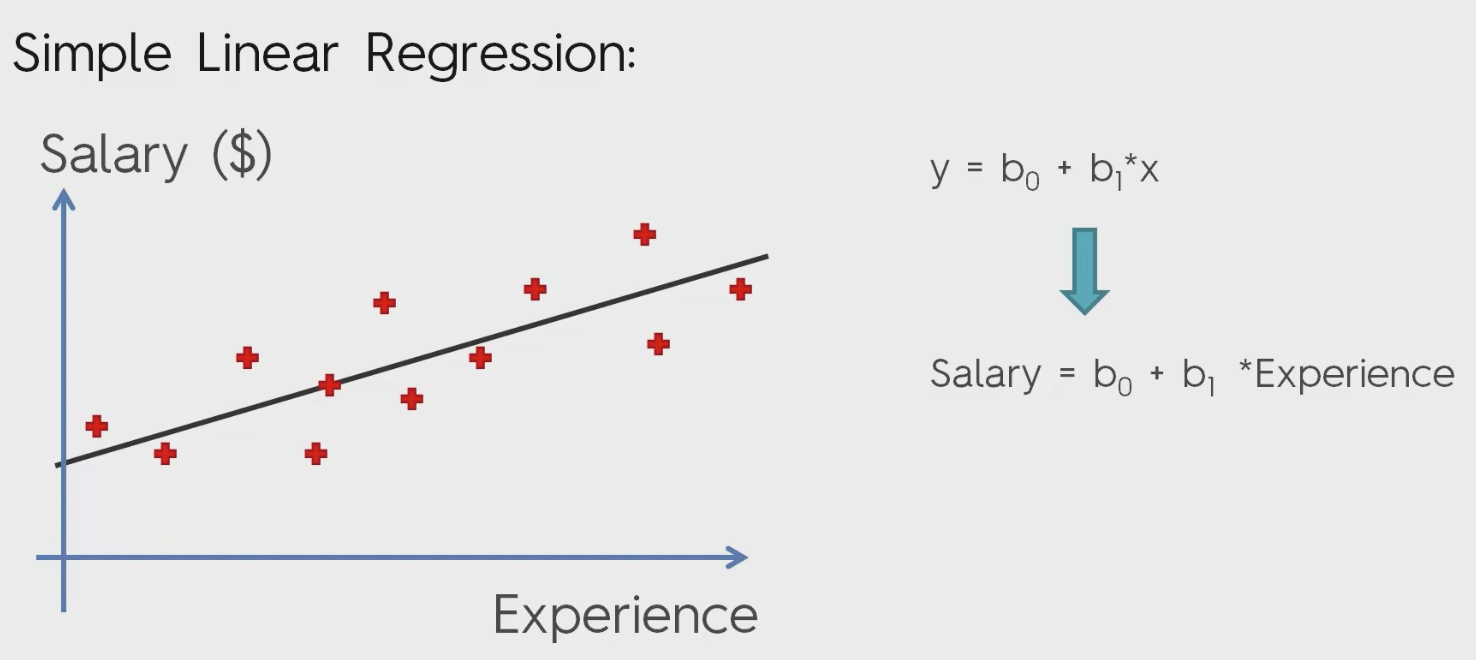 Simple Linear Regression:
Salary ($)
Experience
y = b₀ + b₁*x
Salary = b₀ + b₁ *Experience